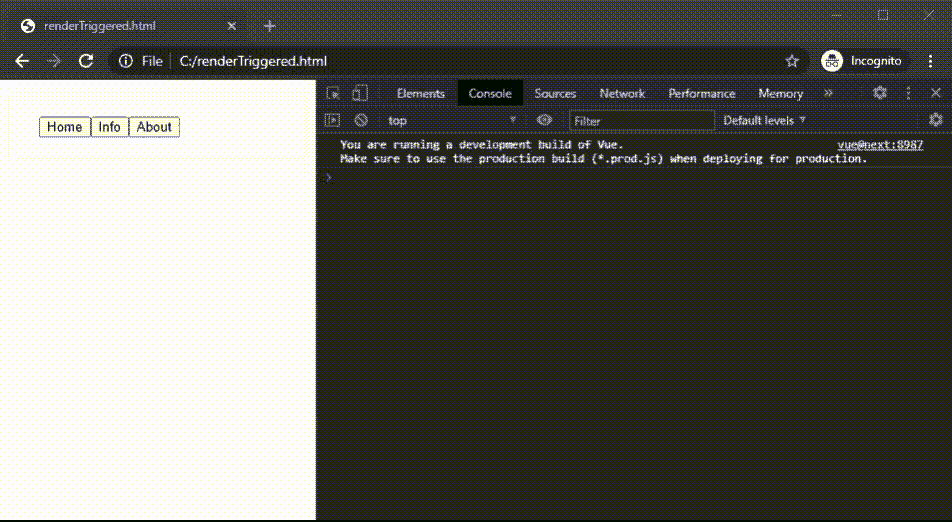 renderTriggered.html
File C:/renderTriggered.html Incognito
Elements Console Sources Network Performance Memory
top Filter Default levels
Home Info About
You are running a development build of Vue. vue@next:8987
Make sure to use the production build (*.prod.js) when deploying for production.